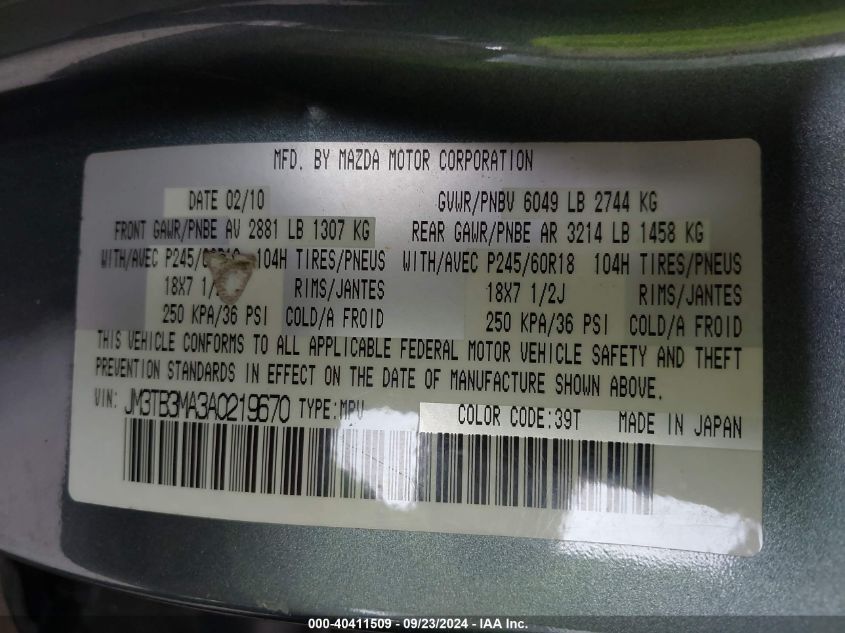 MFD. BY MAZDA MOTOR CORPORATION
DATE 02/10 GVWR/PNBV 6049 LB 2744 KG
FRONT GAWR/PNBE AV 2881 LB 1307 KG REAR GAWR/PNBE AR 3214 LB 1458 KG
WITH/AVEC 104H TIRES/PNEUS WITH/AVEC P245/60R18 104H TIRES/PNEUS
18X7 RIMS/JANTES 18X7 1/2J RIMS/JANTES
250 KPA/36 PSI COLD/A FROID 250 KPA/36 PSI COLD/A FROID
THIS VEHICLE CONFORMS TO ALL APPLICABLE FEDERAL MOTOR VEHICLE SAFETY AND THEFT
PREVENTION STANDARDS IN EFFECT ON THE DATE OF MANUFACTURE SHOWN ABOVE.
VIN: JM3TB3MA3A0219670 TYPE:MPV COLOR CODE:39T MADE IN JAPAN
000-40411509 - 09/23/2024 - IAA Inc.